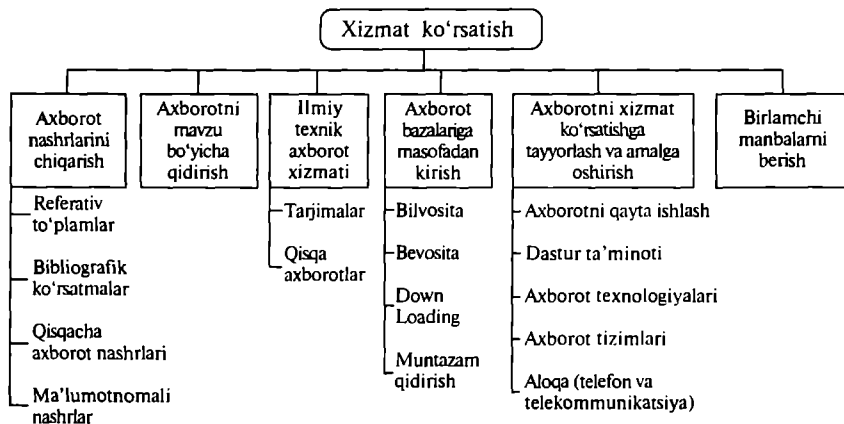 Xizmat ko‘rsatish
Axborot
nashrlarini
chiqarish
Referativ
to‘plamlar
Bibliografik
ko‘rsatmalar
Qisqacha
axborot nashrlari
Ma’lumotnomali
nashrlar
Axborotni
mavzu
bo‘yicha
qidirish
Ilmiy
texnik
axborot
xizmati
Tarjimalar
Qisqa
axborotlar
Axborot
bazalariga
masofadan
kirish
Bilvosita
Bevosita
Down
Loading
Muntazam
qidirish
Axborotni xizmat
ko‘rsatishga
tayyorlash va amalga
oshirish
Axborotni qayta ishlash
Dastur ta’minoti
Axborot texnologiyalari
Axborot tizimlari
Aloqa (telefon va
telekommunikatsiya)
Birlamchi
manbalarni
berish